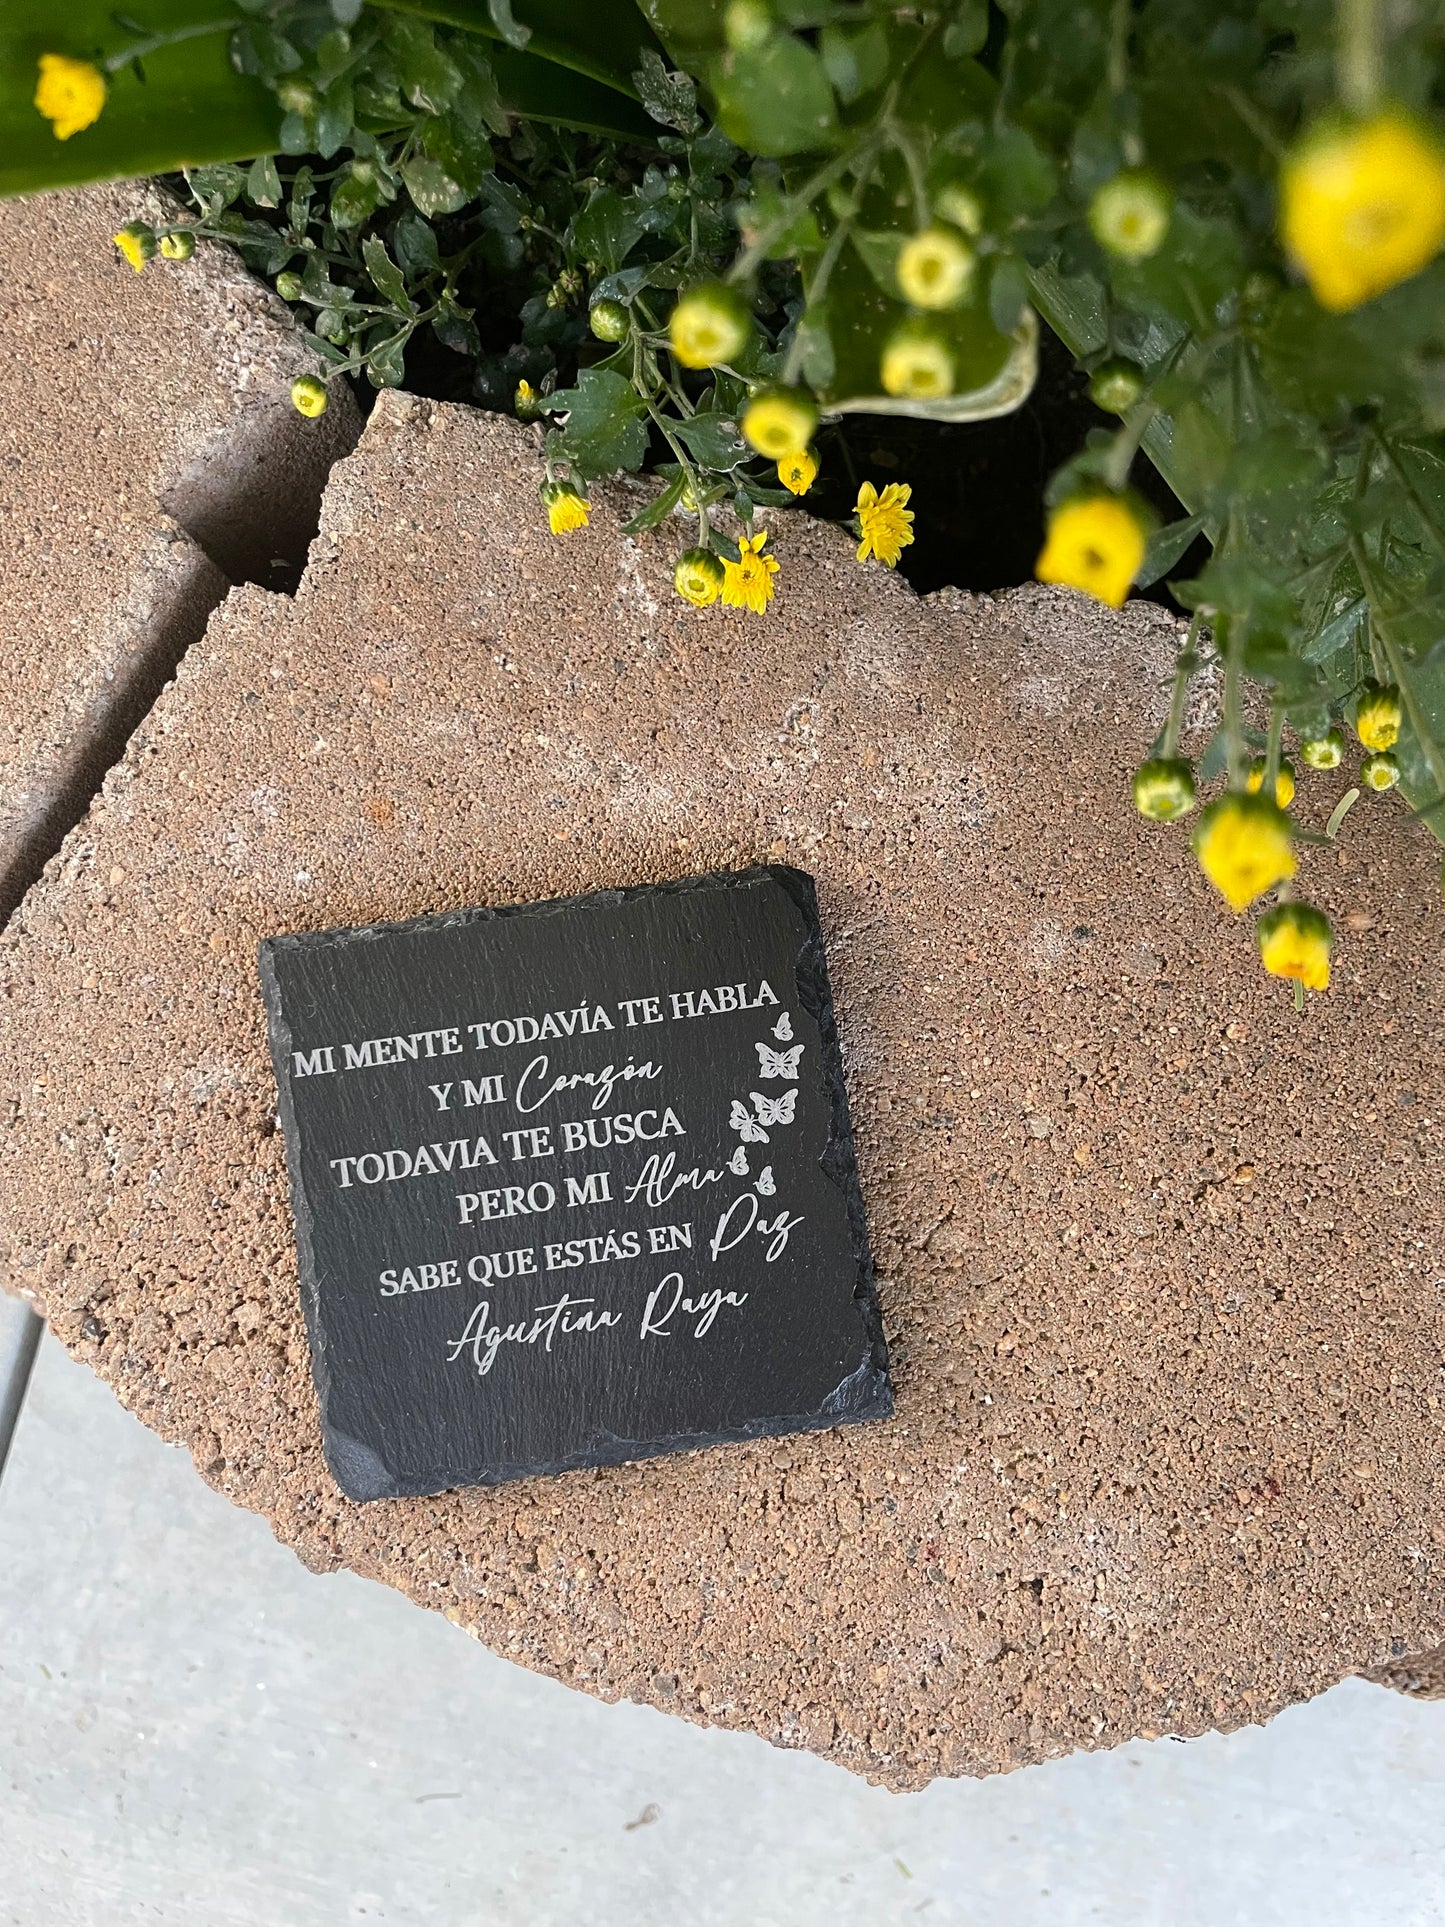 MI MENTE TODAVÍA TE HABLA
Y MI Corazón
TODAVIA TE BUSCA
PERO MI Alma
SABE QUE ESTÁS EN Paz
Agustina Raya